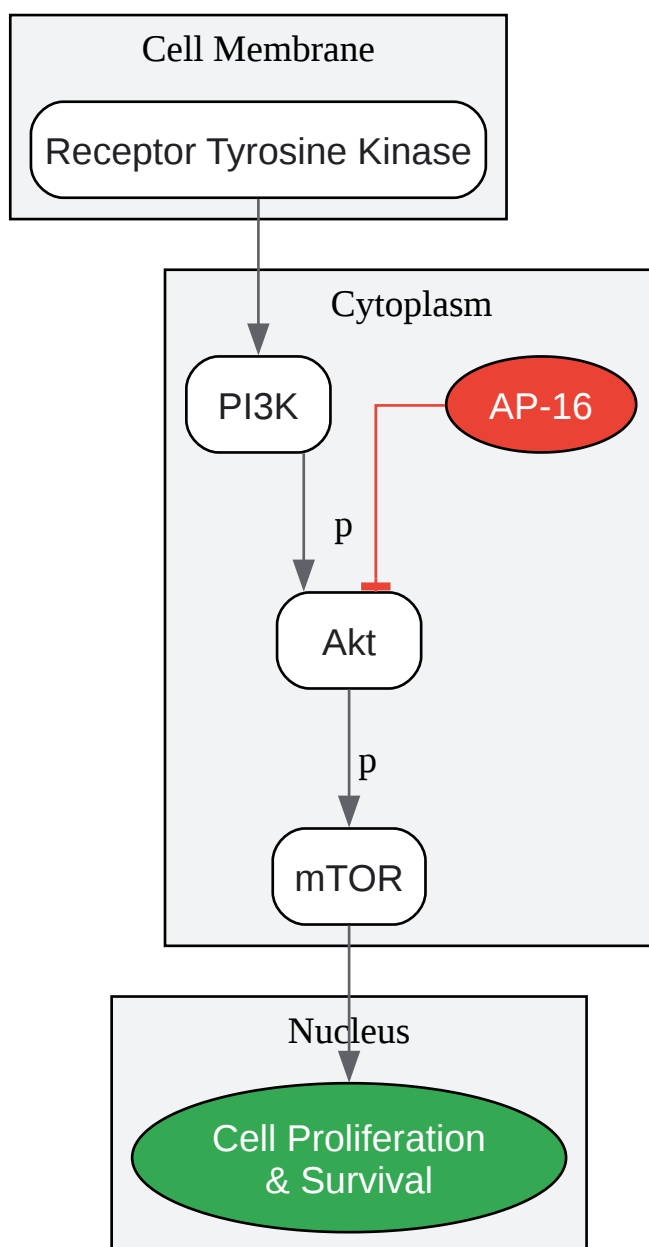 Cell Membrane
Receptor Tyrosine Kinase
Cytoplasm
PI3K
AP-16
p
Akt
p
mTOR
Nucleus
Cell Proliferation
& Survival